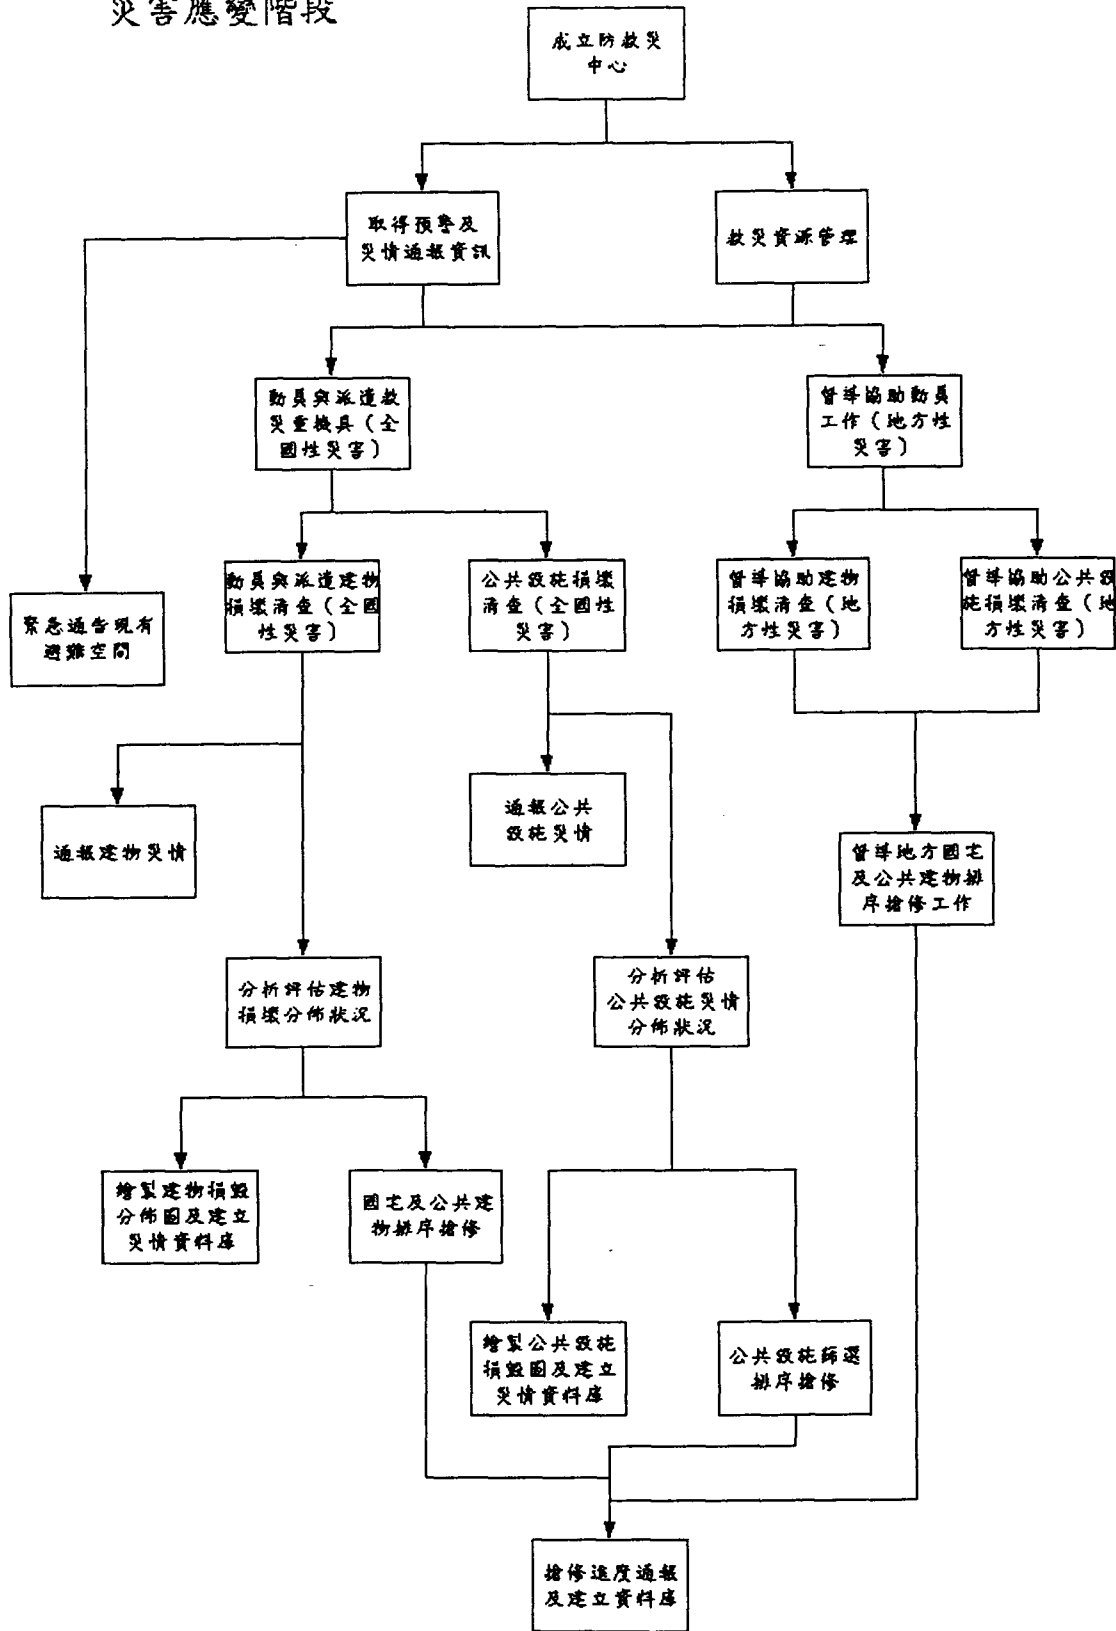 災害應變階段
成立防救災
中心
取得預警及
災情通報資訊
救災資源管理
動員與派遣救
災重機具(全
國性災害)
督導協助動員
工作(地方性
災害)
動員與派遣建物
損壞清查(全國
性災害)
公共設施損壞
清查(全國性
災害)
督導協助建物
損壞清查(地
方性災害)
督導協助公共設
施損壞清查(地
方性災害)
緊急通告現有
避難空間
通報建物災情
通報公共
設施災情
督導地方國宅
及公共建物排
序搶修工作
分析評估建物
損壞分佈狀況
分析評估
公共設施災情
分佈狀況
繪製建物損毀
分佈圖及建立
災情資料庫
國宅及公共建
物排序搶修
繪製公共設施
損毀圖及建立
災情資料庫
公共設施篩選
排序搶修
搶修進度通報
及建立資料庫